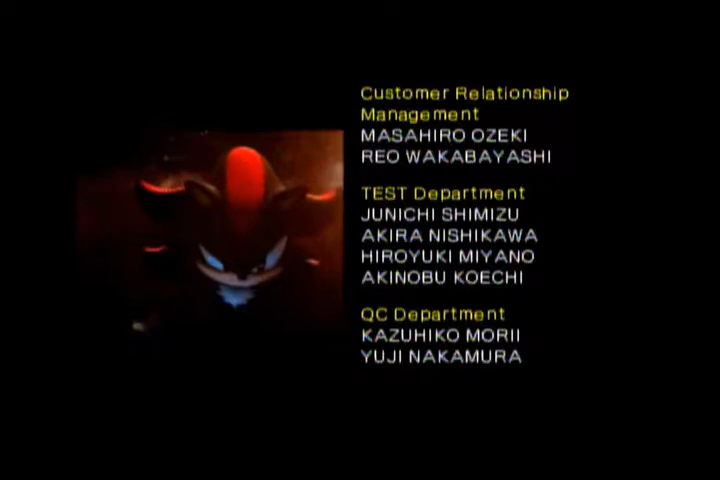 Customer Relationship
Management
MASAHIRO OZEKI
REO WAKABAYASHI
TEST Department
JUNICHI SHIMIZU
AKIRA NISHIKAWA
HIROYUKI MIYANO
AKINOBU KOECHI
QC Department
KAZUHIKO MORII
YUJI NAKAMURA